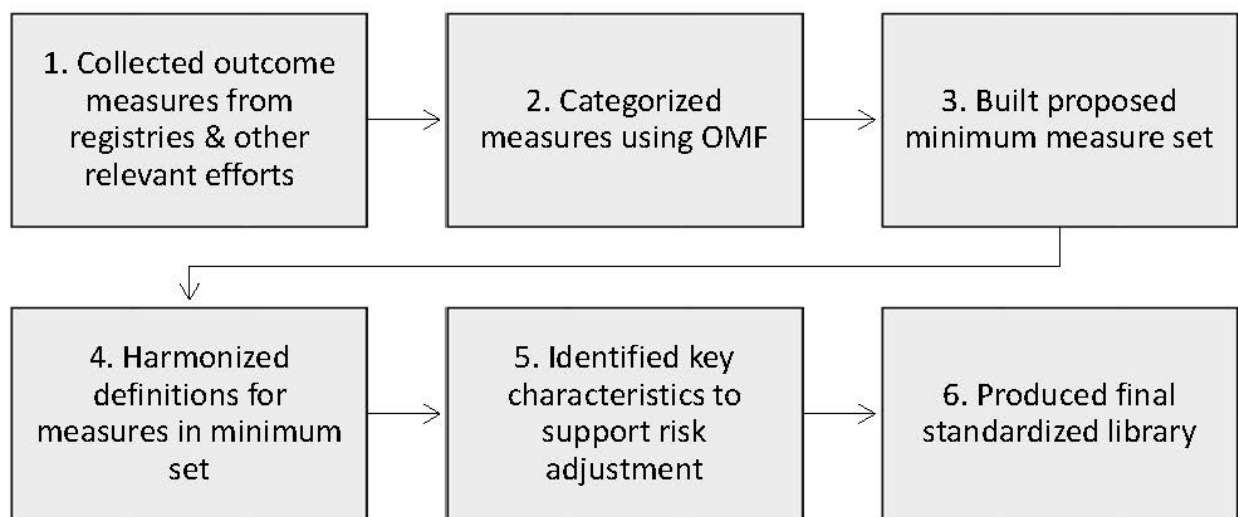 1. Collected outcome
measures from
registries & other
relevant efforts
2. Categorized
measures using OMF
3. Built proposed
minimum measure set
4. Harmonized
definitions for
measures in minimum
set
5. Identified key
characteristics to
support risk
adjustment
6. Produced final
standardized library